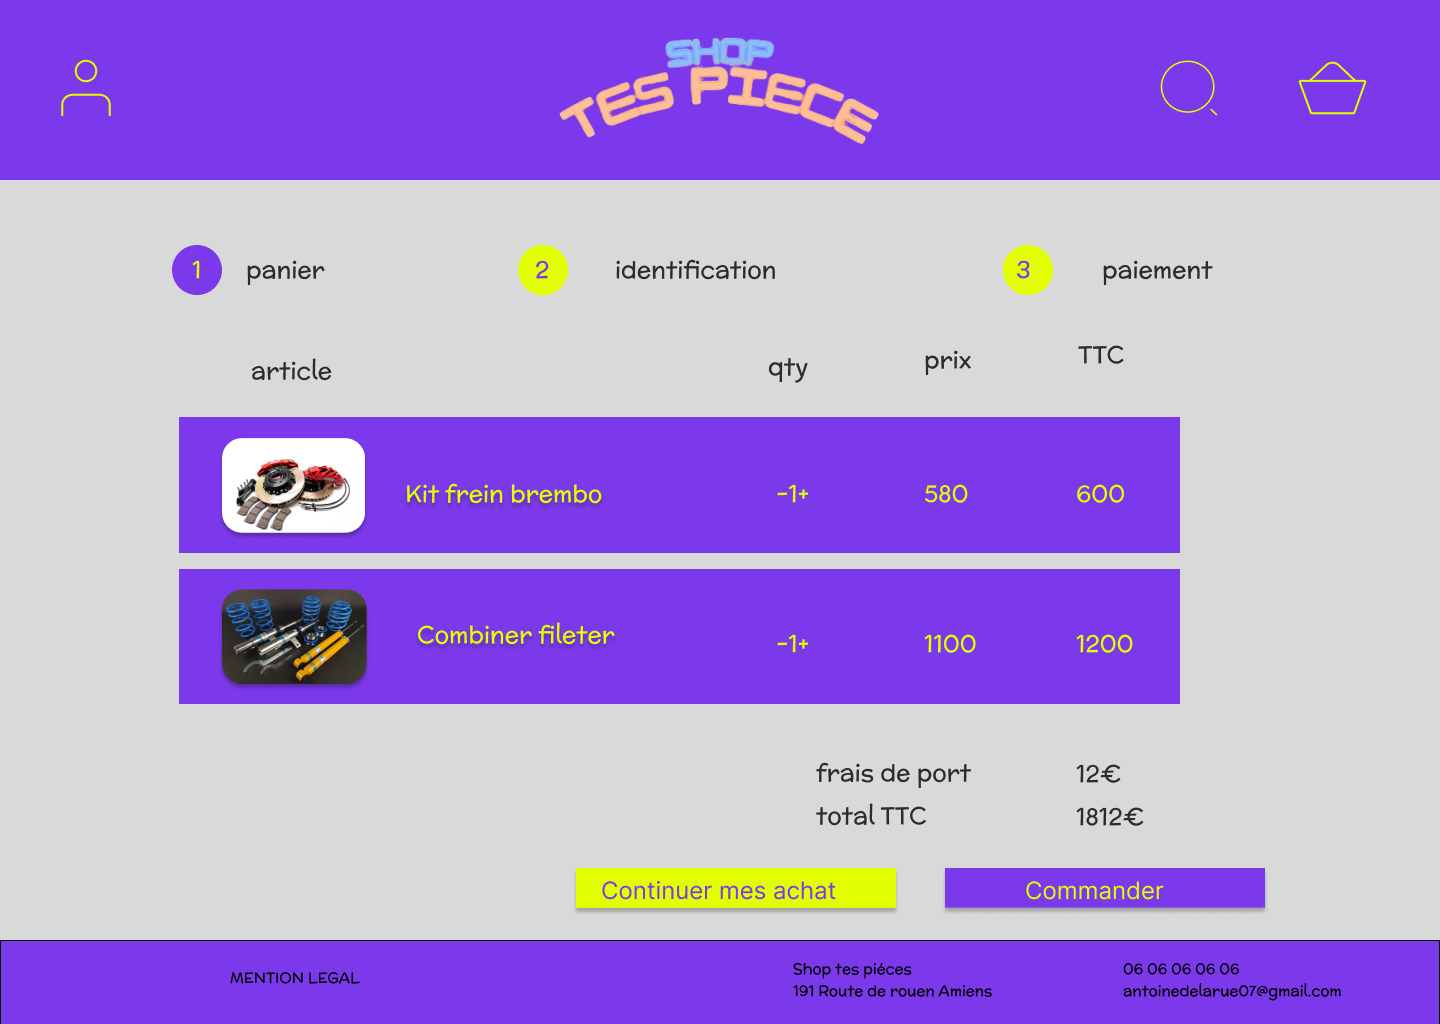 SHOP
TES PIECE
1 panier 2 identification 3 paiement
article qty prix TTC
Kit frein brembo -1+ 580 600
Combiner fileter -1+ 1100 1200
frais de port 12€
total TTC 1812€
Continuer mes achat Commander
MENTION LEGAL
Shop tes piéces
191 Route de rouen Amiens
06 06 06 06 06
antoinedelarue07@gmail.com